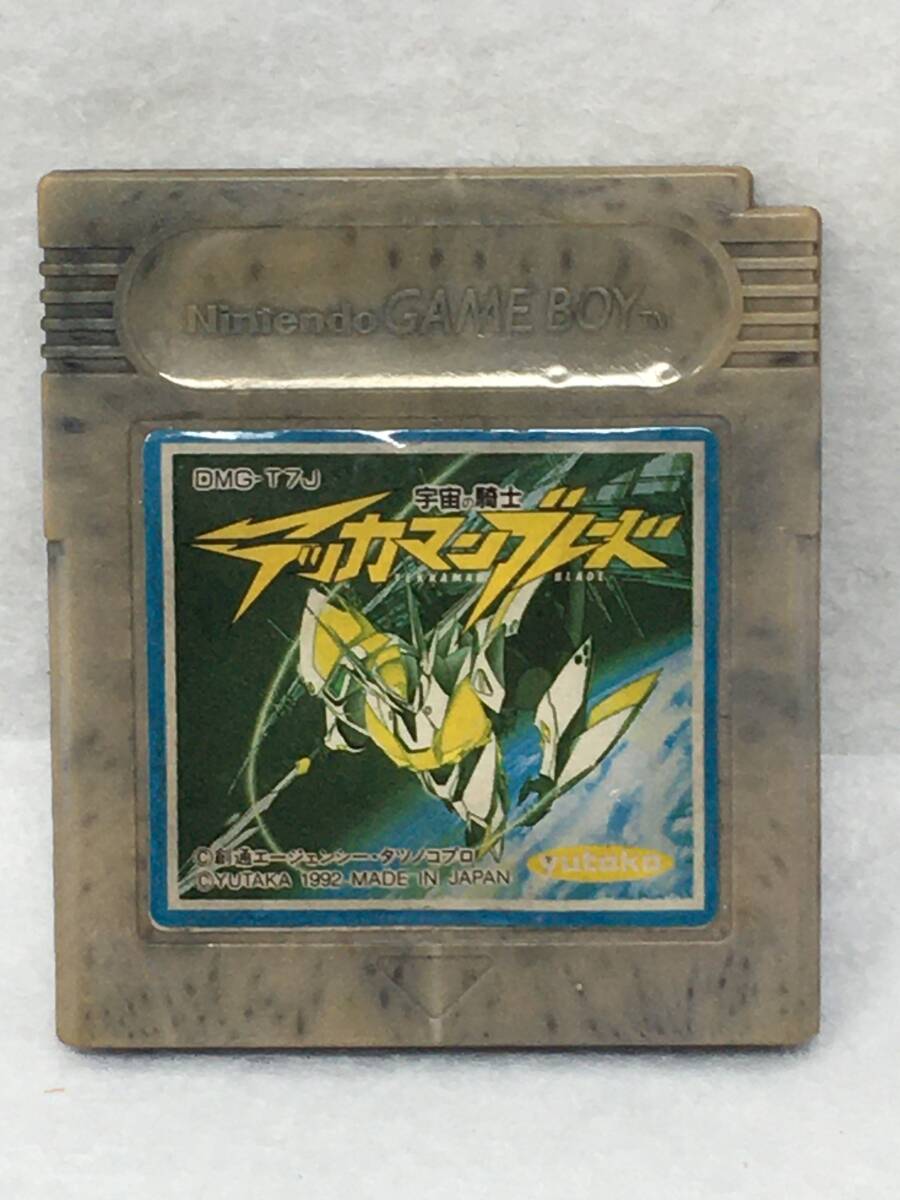 Nintendo GAME BOY TM
DMG-T7J
宇宙の騎士
テッカマンブレード
TEKKAMAN BLADE
©創通エージェンシー・タツノコプロ
©YUTAKA 1992 MADE IN JAPAN
yutaka